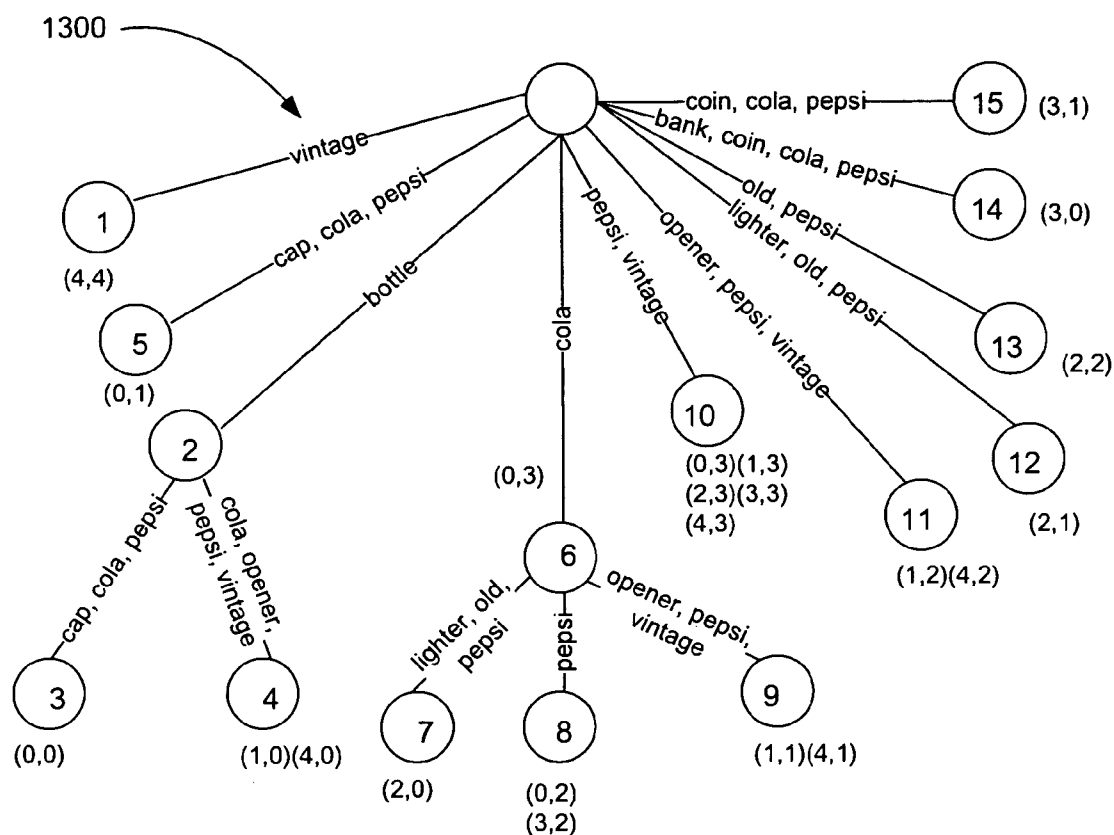 1300
vintage
1
(4,4)
cap, cola, pepsi
5
(0,1)
bottle
2
cap, cola, pepsi
3
(0,0)
cola, opener,
pepsi, vintage
4
(1,0)(4,0)
cola
(0,3)
6
lighter, old,
pepsi
7
(2,0)
pepsi
8
(0,2)
(3,2)
opener, pepsi,
vintage
9
(1,1)(4,1)
pepsi, vintage
10
(0,3)(1,3)
(2,3)(3,3)
(4,3)
opener, pepsi, vintage
11
(1,2)(4,2)
lighter, old, pepsi
12
(2,1)
old, pepsi
13
(2,2)
bank, coin, cola, pepsi
14
(3,0)
coin, cola, pepsi
15
(3,1)